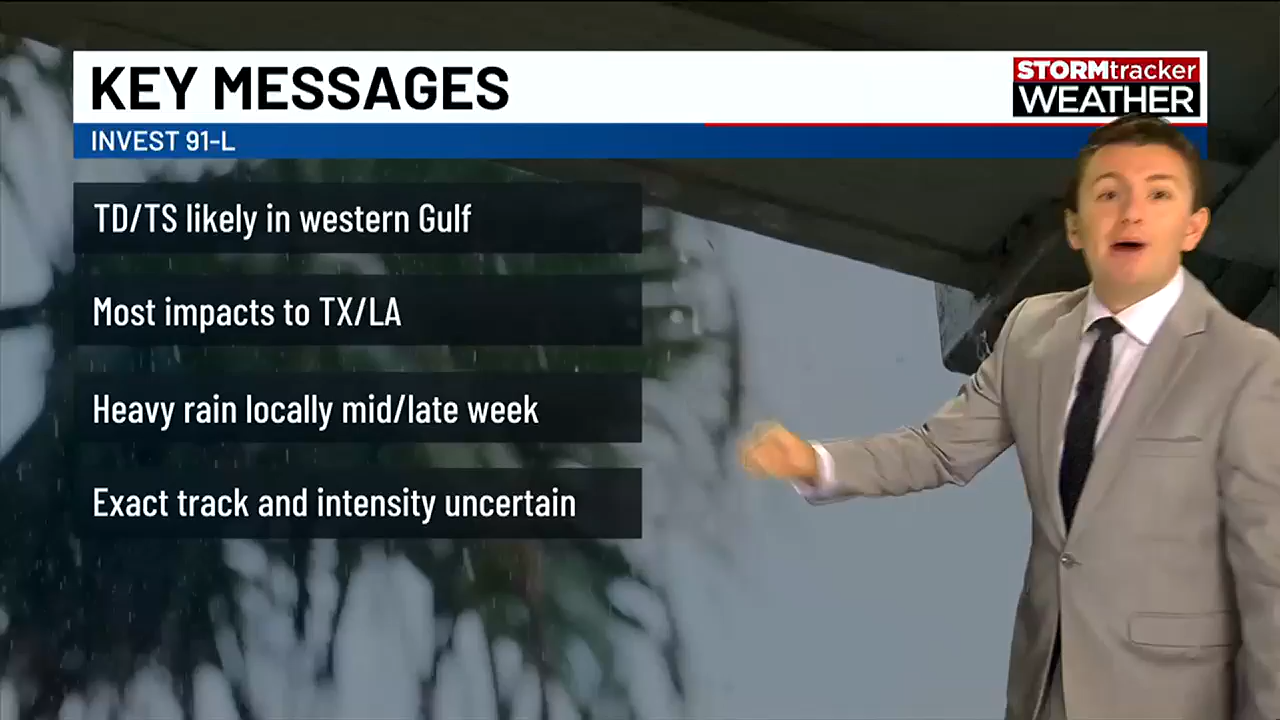 KEY MESSAGES
STORMtracker
WEATHER
INVEST 91-L
TD/TS likely in western Gulf
Most impacts to TX/LA
Heavy rain locally mid/late week
Exact track and intensity uncertain